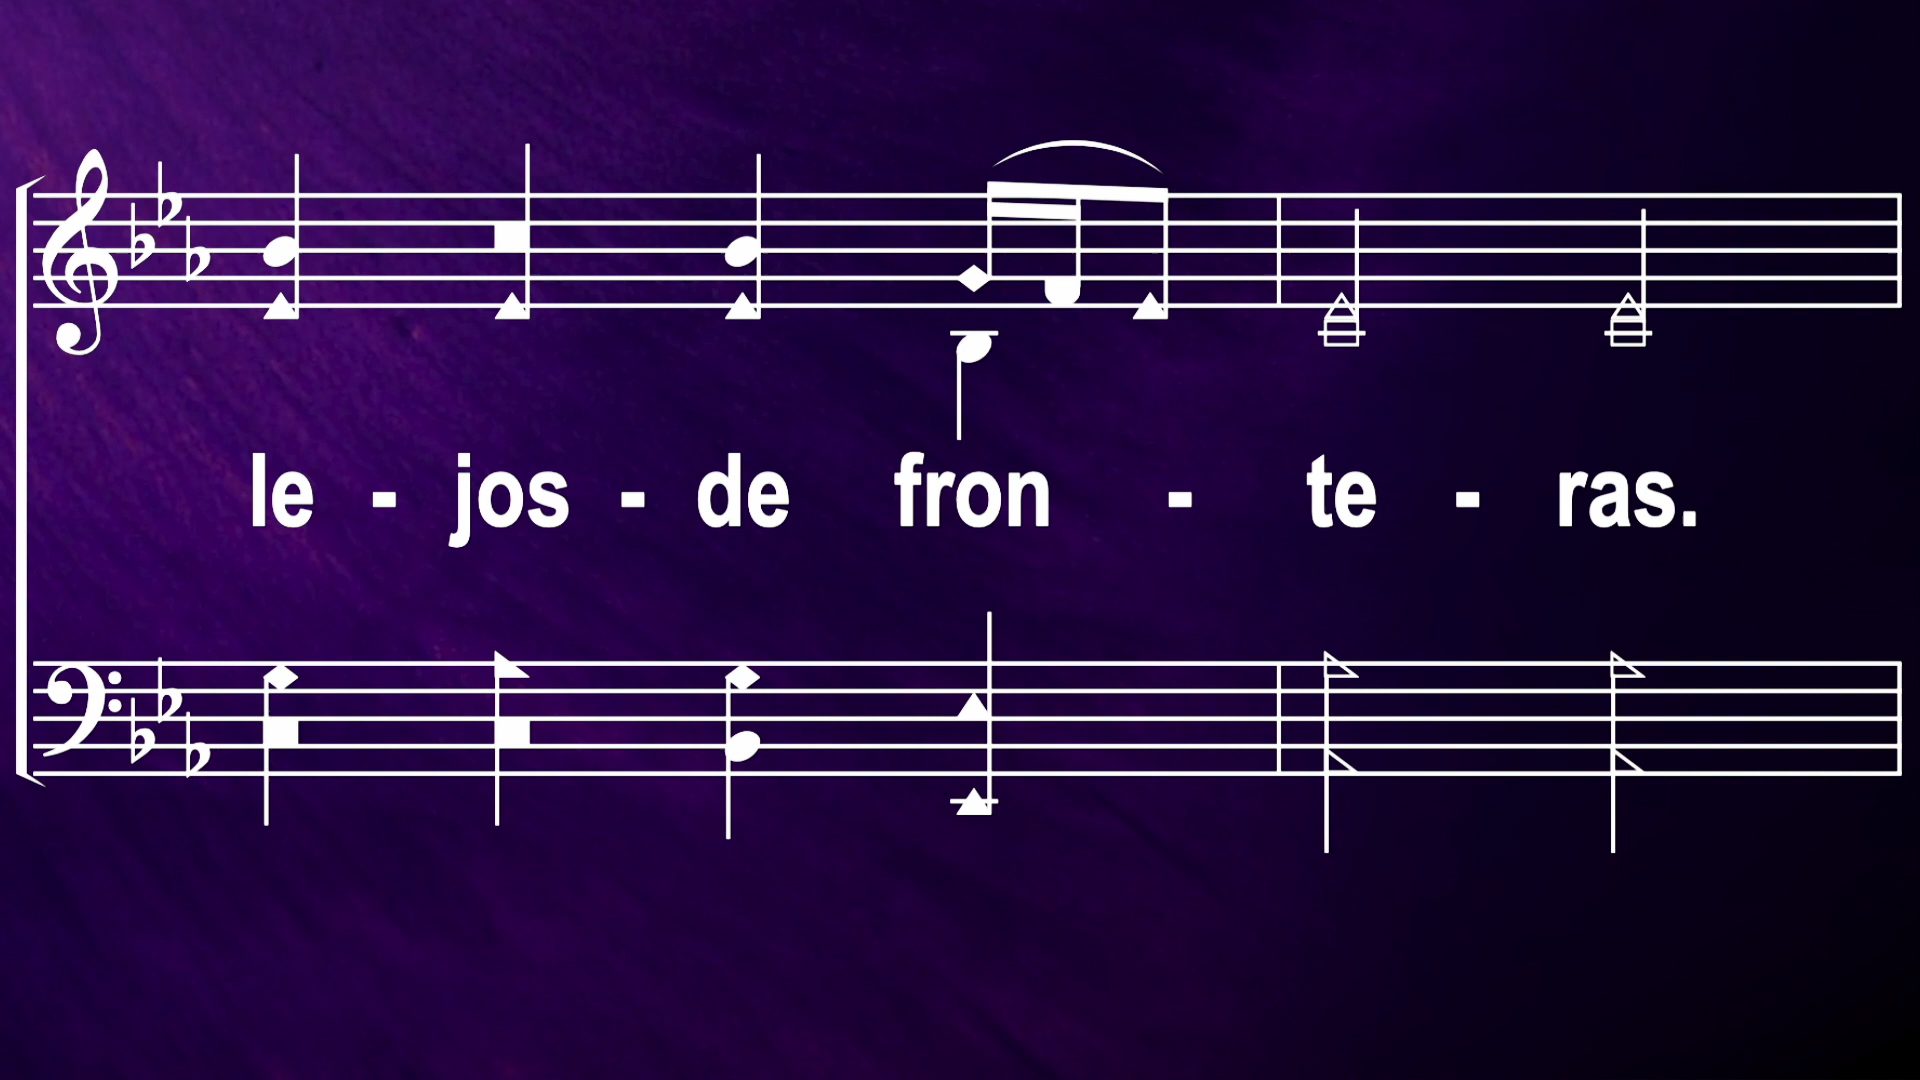 le - jos - de fron - te - ras.